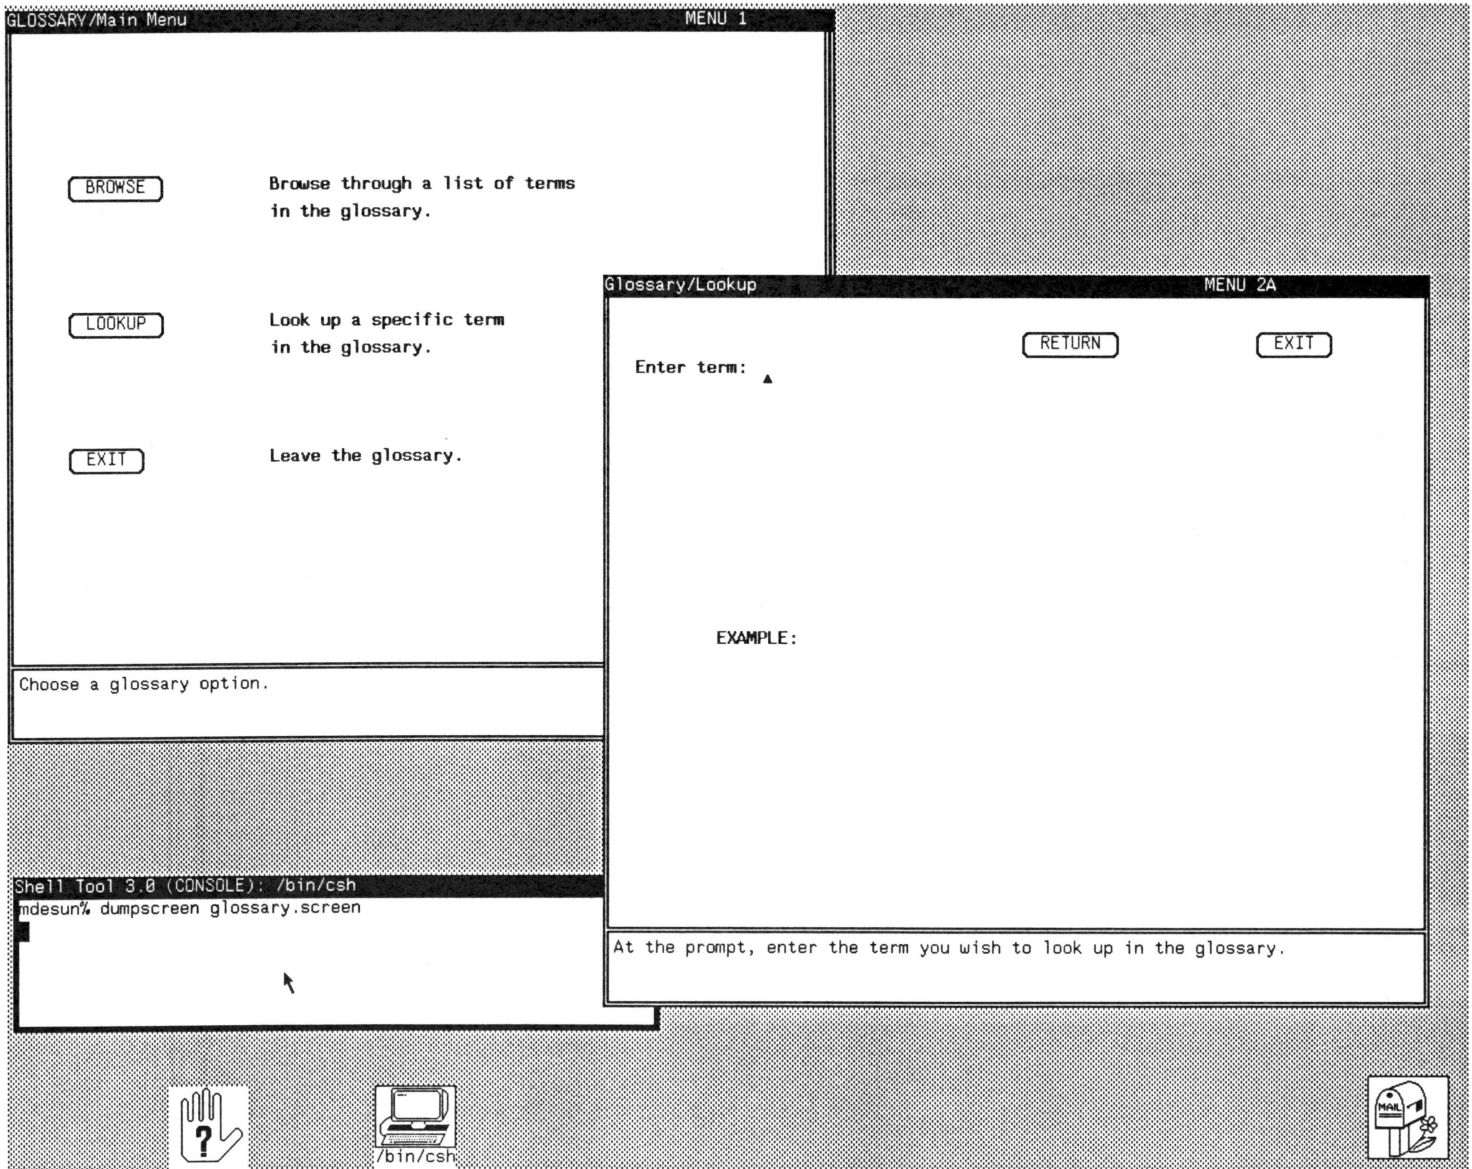 GLOSSARY/Main Menu MENU 1
BROWSE Browse through a list of terms
in the glossary.
LOOKUP Look up a specific term
in the glossary.
EXIT Leave the glossary.
Choose a glossary option.
Glossary/Lookup MENU 2A
RETURN EXIT
Enter term:
EXAMPLE:
At the prompt, enter the term you wish to look up in the glossary.
Shell Tool 3.0 (CONSOLE): /bin/csh
mdesun% dumpscreen glossary.screen
?
/bin/csh
MAIL